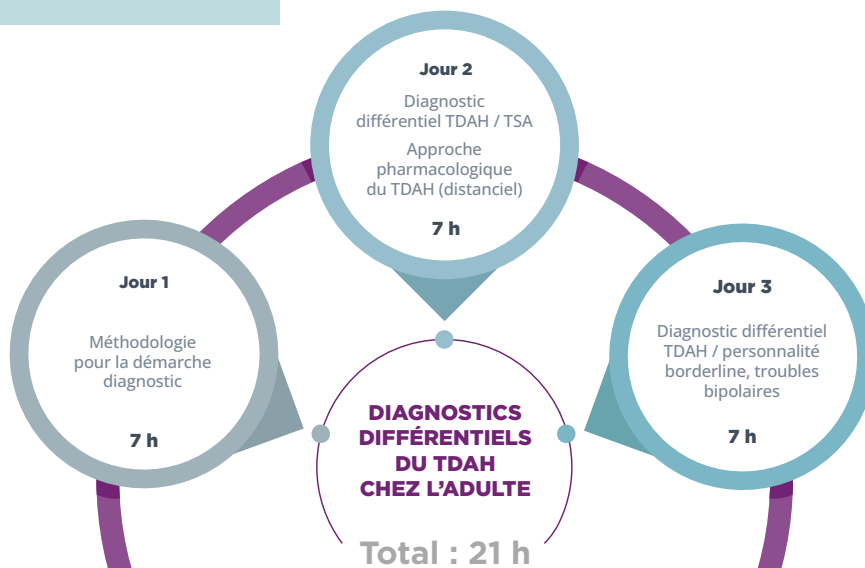 Jour 1
Méthodologie
pour la démarche
diagnostic
7 h
Jour 2
Diagnostic
différentiel TDAH / TSA
Approche
pharmacologique
du TDAH (distanciel)
7 h
Jour 3
Diagnostic différentiel
TDAH / personnalité
borderline, troubles
bipolaires
7 h
DIAGNOSTICS
DIFFÉRENTIELS
DU TDAH
CHEZ L’ADULTE
Total : 21 h